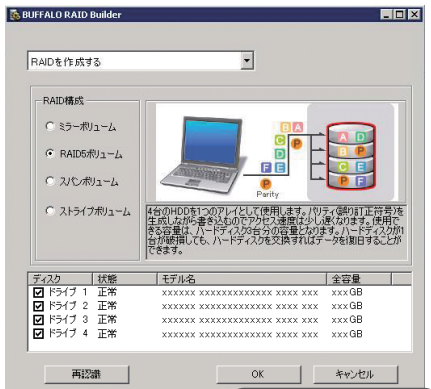 BUFFALO RAID Builder
RAIDを作成する
RAID構成
ミラーボリューム
RAID5ボリューム
スパンボリューム
ストライプボリューム
A
B
C
D
E
F
P
P
Parity
A D
B P
C E
P F
4台のHDDを1つのアレイとして使用します。パリティ(誤り訂正符号)を
生成しながら書き込むのでアクセス速度は少し遅くなります。使用で
きる容量は、ハードディスク3台分の容量となります。ハードディスクが1
台が破損しても、ハードディスクを交換すればデータを復旧することが
できます。
ディスク 状態 モデル名 全容量
ドライブ 1 正常 xxxxxx xxxxxxxxxxxxx xxxx xxx xxxGB
ドライブ 2 正常 xxxxxx xxxxxxxxxxxxx xxxx xxx xxxGB
ドライブ 3 正常 xxxxxx xxxxxxxxxxxxx xxxx xxx xxxGB
ドライブ 4 正常 xxxxxx xxxxxxxxxxxxx xxxx xxx xxxGB
再認識 OK キャンセル